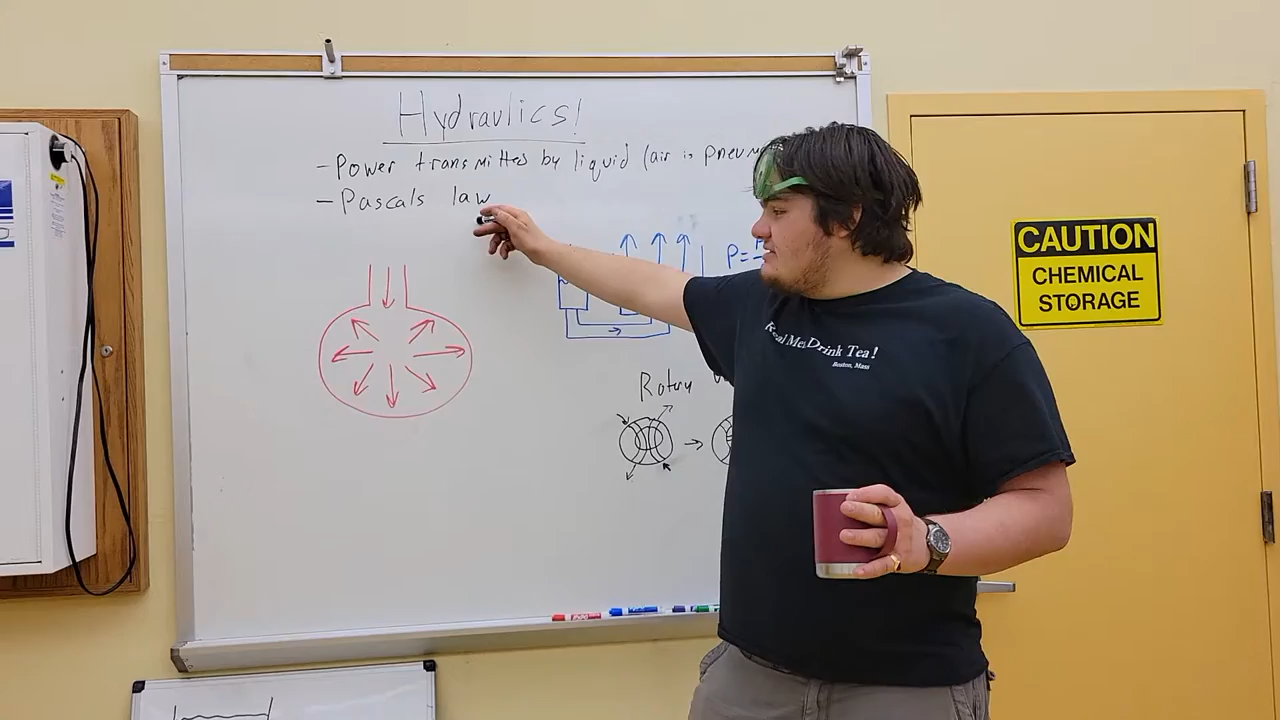 Hydraulics!
- Power transmitted by liquid (air is
- Pascals law
P=
Rotary
Real Men Drink Tea!
Boston, Mass
CAUTION
CHEMICAL
STORAGE